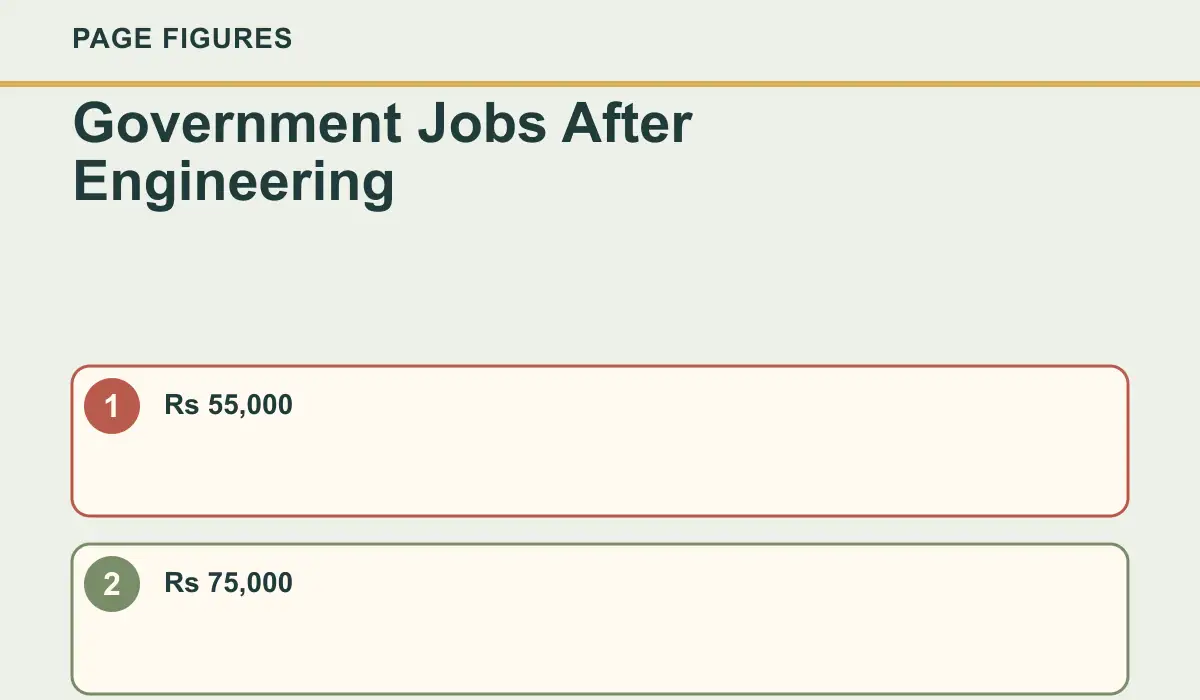 PAGE FIGURES
Government Jobs After
Engineering
1
Rs 55,000
2
Rs 75,000